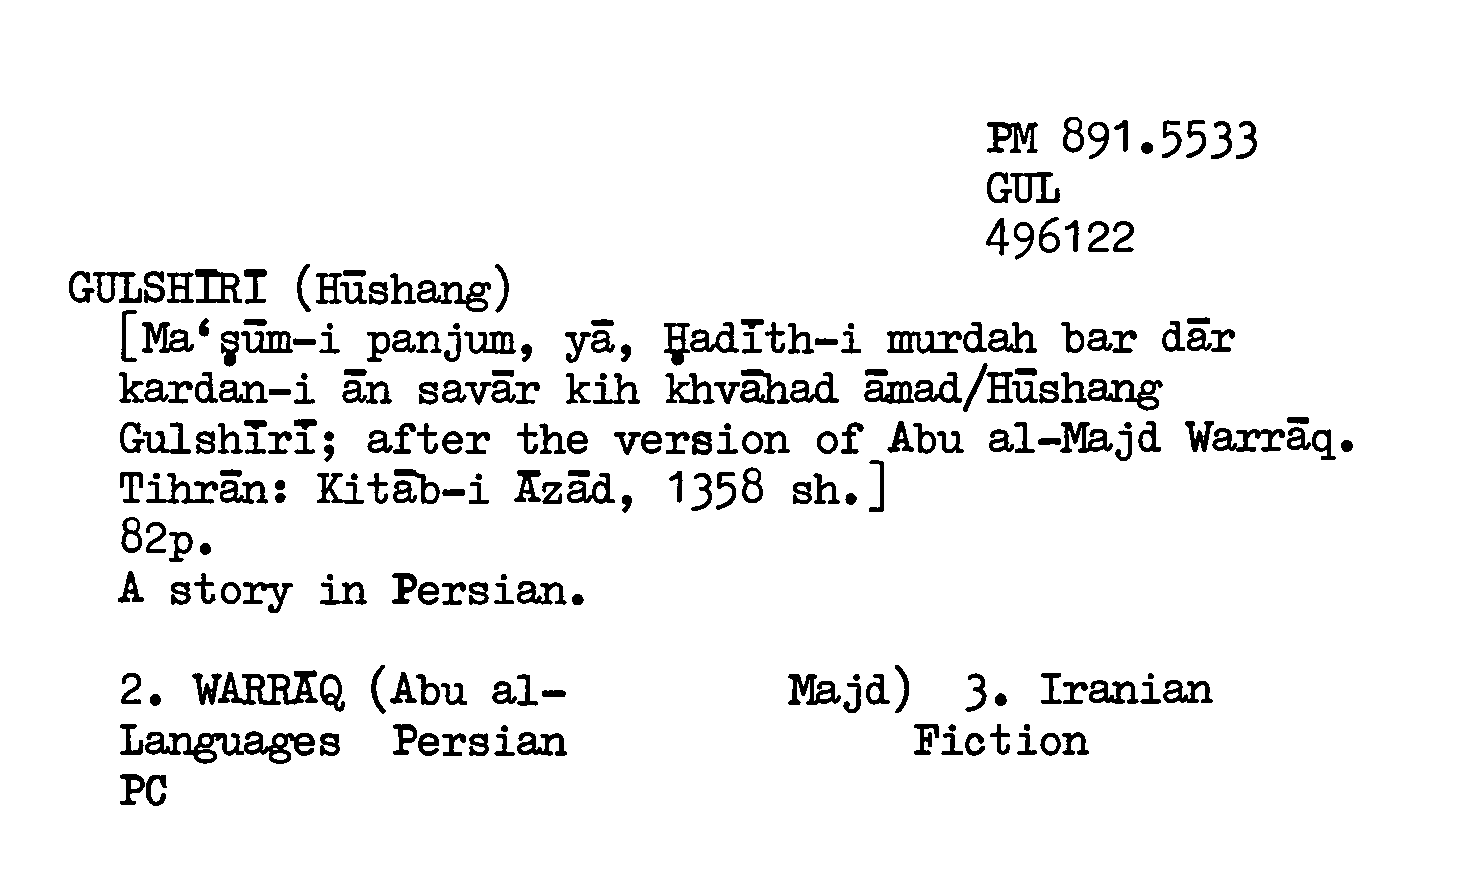 PM 891.5533
GUL
496122
GULSHĪRĪ (Hūshang)
[Ma‘ṣūm-i panjum, yā, Ḥadīth-i murdah bar dār
kardan-i ān savār kih khvāhad āmad/Hūshang
Gulshīrī; after the version of Abu al-Majd Warrāq.
Tihrān: Kitāb-i Āzād, 1358 sh.]
82p.
A story in Persian.
2. WARRĀQ (Abu al-Majd) 3. Iranian
Languages Persian Fiction
PC